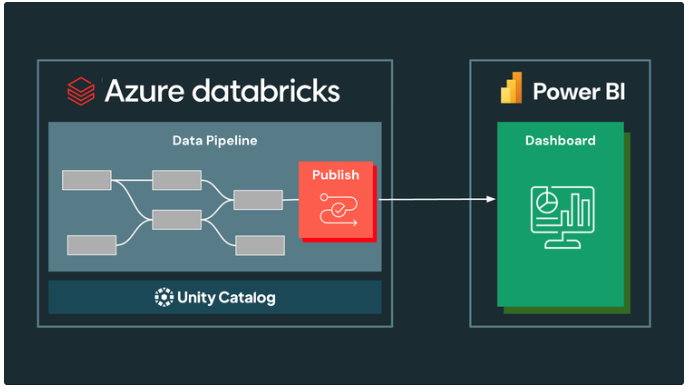 Azure databricks
Data Pipeline
Publish
Unity Catalog
Power BI
Dashboard